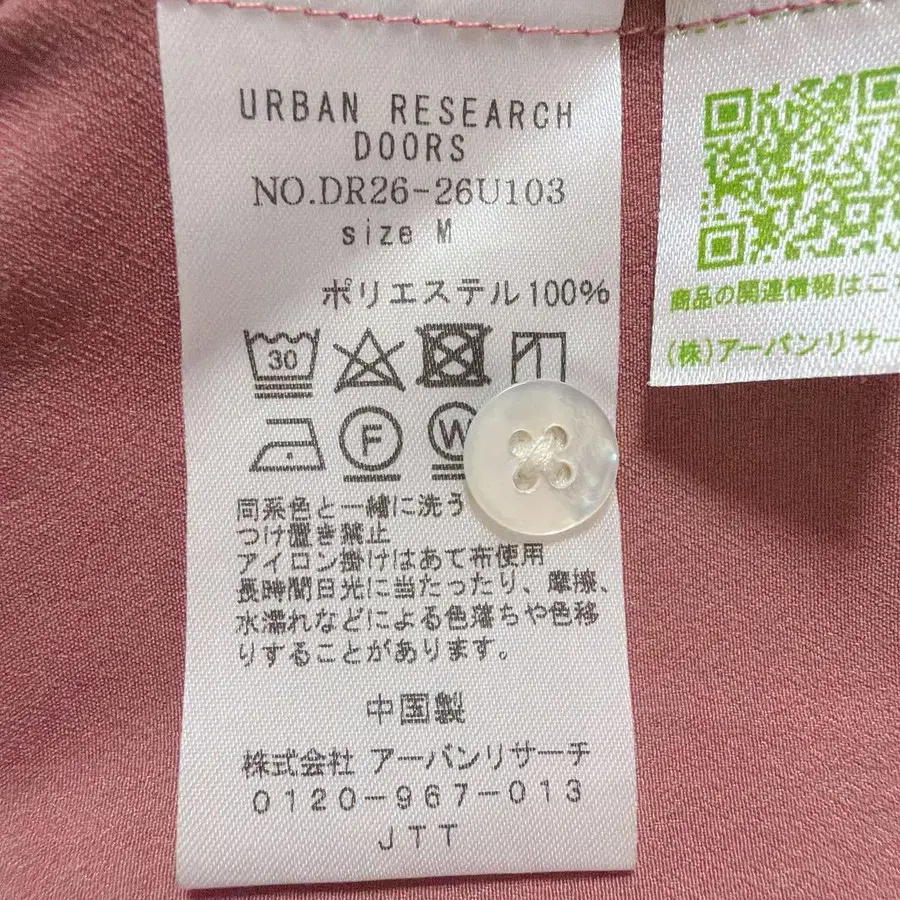 URBAN RESEARCH
DOORS
NO.DR26-26U103
size M
ポリエステル100%
30
F
W
同系色と一緒に洗う
つけ置き禁止
アイロン掛けはあて布使用
長時間日光に当たったり、摩擦、
水濡れなどによる色落ちや色移
りすることがあります。
中国製
株式会社 アーバンリサーチ
0120-967-013
JTT
商品の関連情報はこ
(株)アーバンリサー